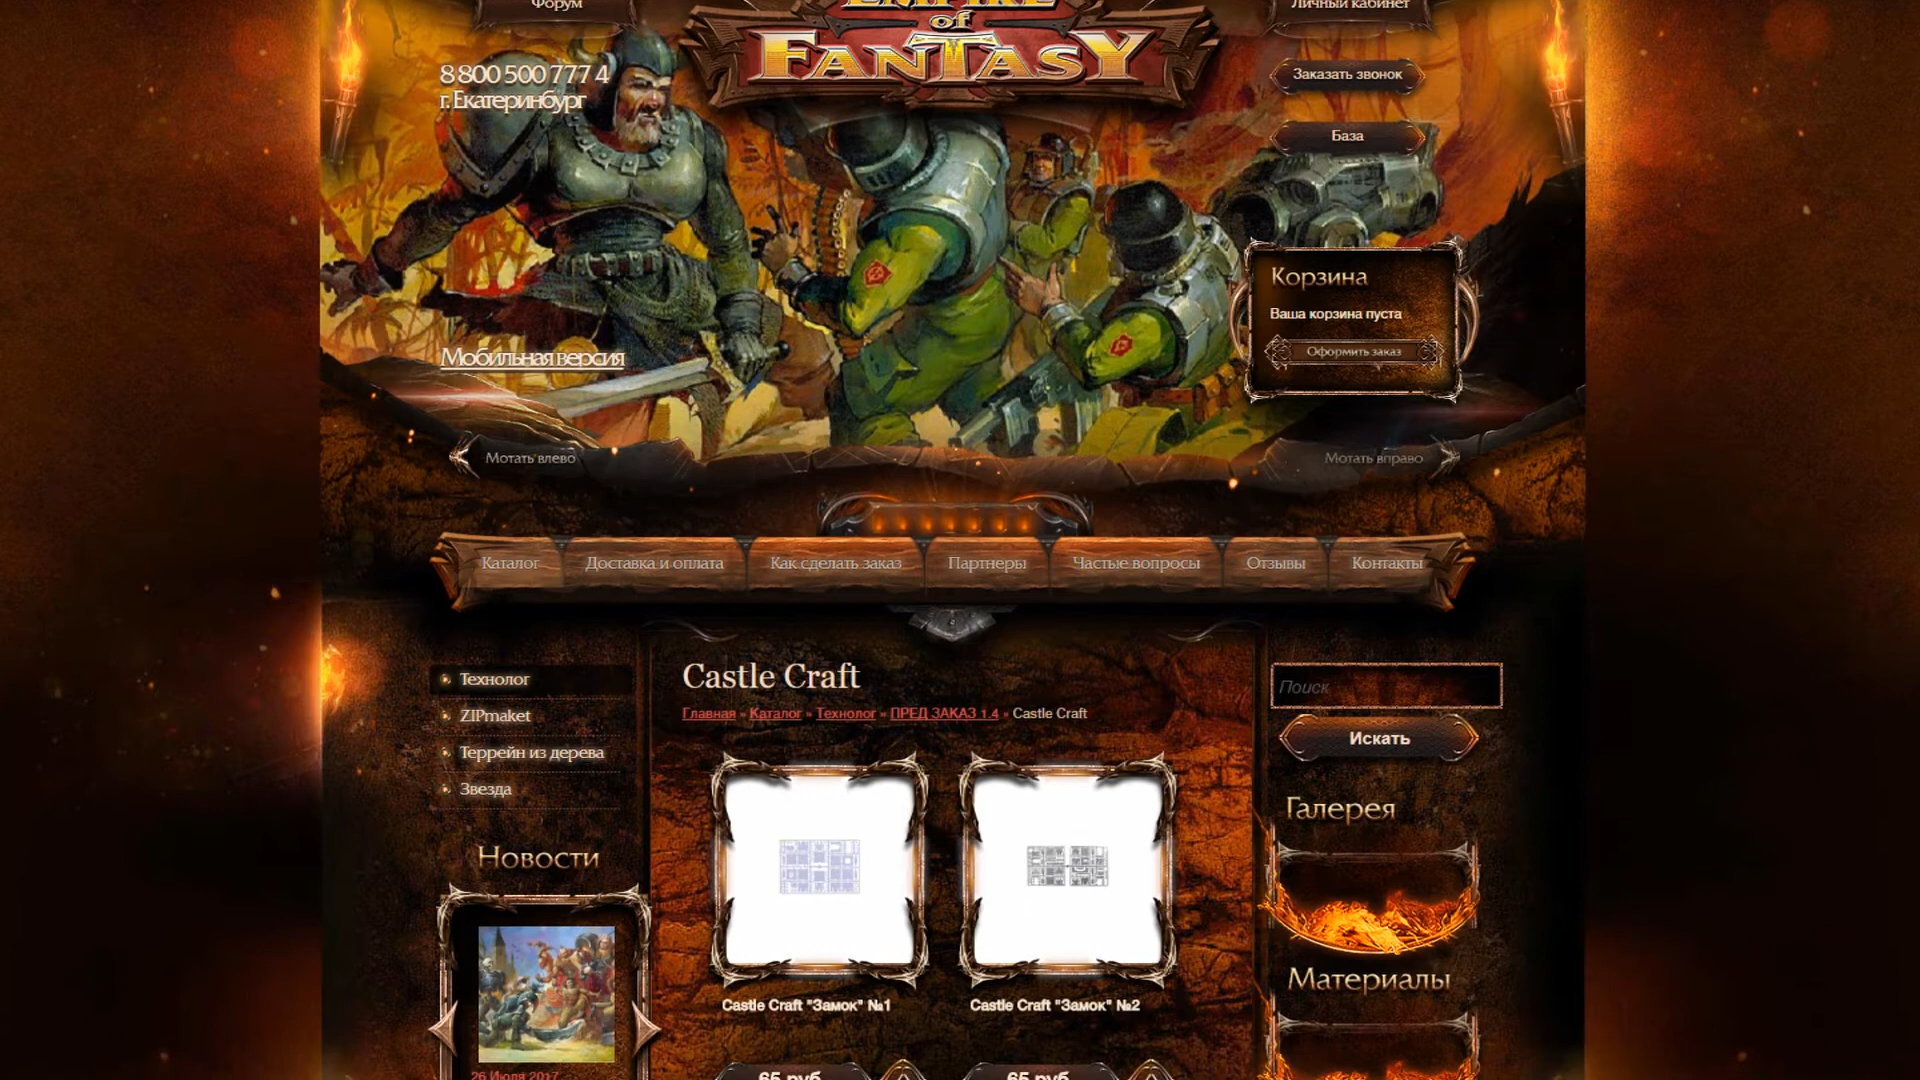 Форум
EMPIRE
of
FANTASY
Личный кабинет
8 800 500 777 4
г. Екатеринбург
Заказать звонок
База
Корзина
Ваша корзина пуста
Оформить заказ
Мобильная версия
Мотать влево
Мотать вправо
Каталог
Доставка и оплата
Как сделать заказ
Партнеры
Частые вопросы
Отзывы
Контакты
Технолог
ZIPmaket
Террейн из дерева
Звезда
Новости
26 Июля 2017
Castle Craft
Главная » Каталог » Технолог » ПРЕД ЗАКАЗ 1.4 » Castle Craft
Castle Craft "Замок" №1
Castle Craft "Замок" №2
65 руб
65 руб
Поиск
Искать
Галерея
Материалы